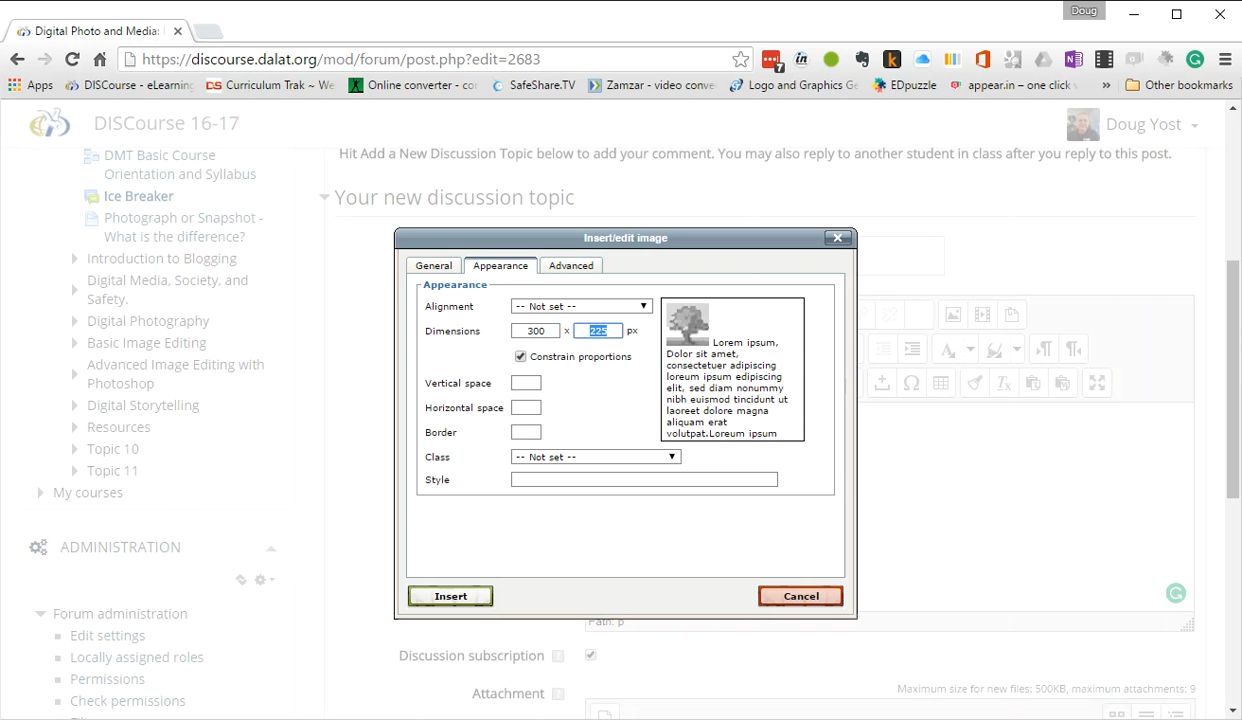 Doug
Digital Photo and Media:
https://discourse.dalat.org/mod/forum/post.php?edit=2683
7
Apps
DISCourse - eLearning
CS Curriculum Trak ~ We
Online converter - co
SafeShare.TV
Zamzar - video conve
Logo and Graphics Ge
EDpuzzle
appear.in – one click
»
Other bookmarks
DISCourse 16-17
Doug Yost
DMT Basic Course
Orientation and Syllabus
Ice Breaker
Photograph or Snapshot -
What is the difference?
Introduction to Blogging
Digital Media, Society, and
Safety.
Digital Photography
Basic Image Editing
Advanced Image Editing with
Photoshop
Digital Storytelling
Resources
Topic 10
Topic 11
My courses
ADMINISTRATION
Forum administration
Edit settings
Locally assigned roles
Permissions
Check permissions
Hit Add a New Discussion Topic below to add your comment. You may also reply to another student in class after you reply to this post.
Your new discussion topic
Insert/edit image
General
Appearance
Advanced
Appearance
Alignment
-- Not set --
Dimensions
300 x 225 px
Constrain proportions
Vertical space
Horizontal space
Border
Class
-- Not set --
Style
Lorem ipsum,
Dolor sit amet,
consectetuer adipiscing
loreum ipsum edipiscing
elit, sed diam nonummy
nibh euismod tincidunt ut
laoreet dolore magna
aliquam erat
volutpat.Loreum ipsum
Insert
Cancel
Path: p
Discussion subscription
Attachment
Maximum size for new files: 500KB, maximum attachments: 9